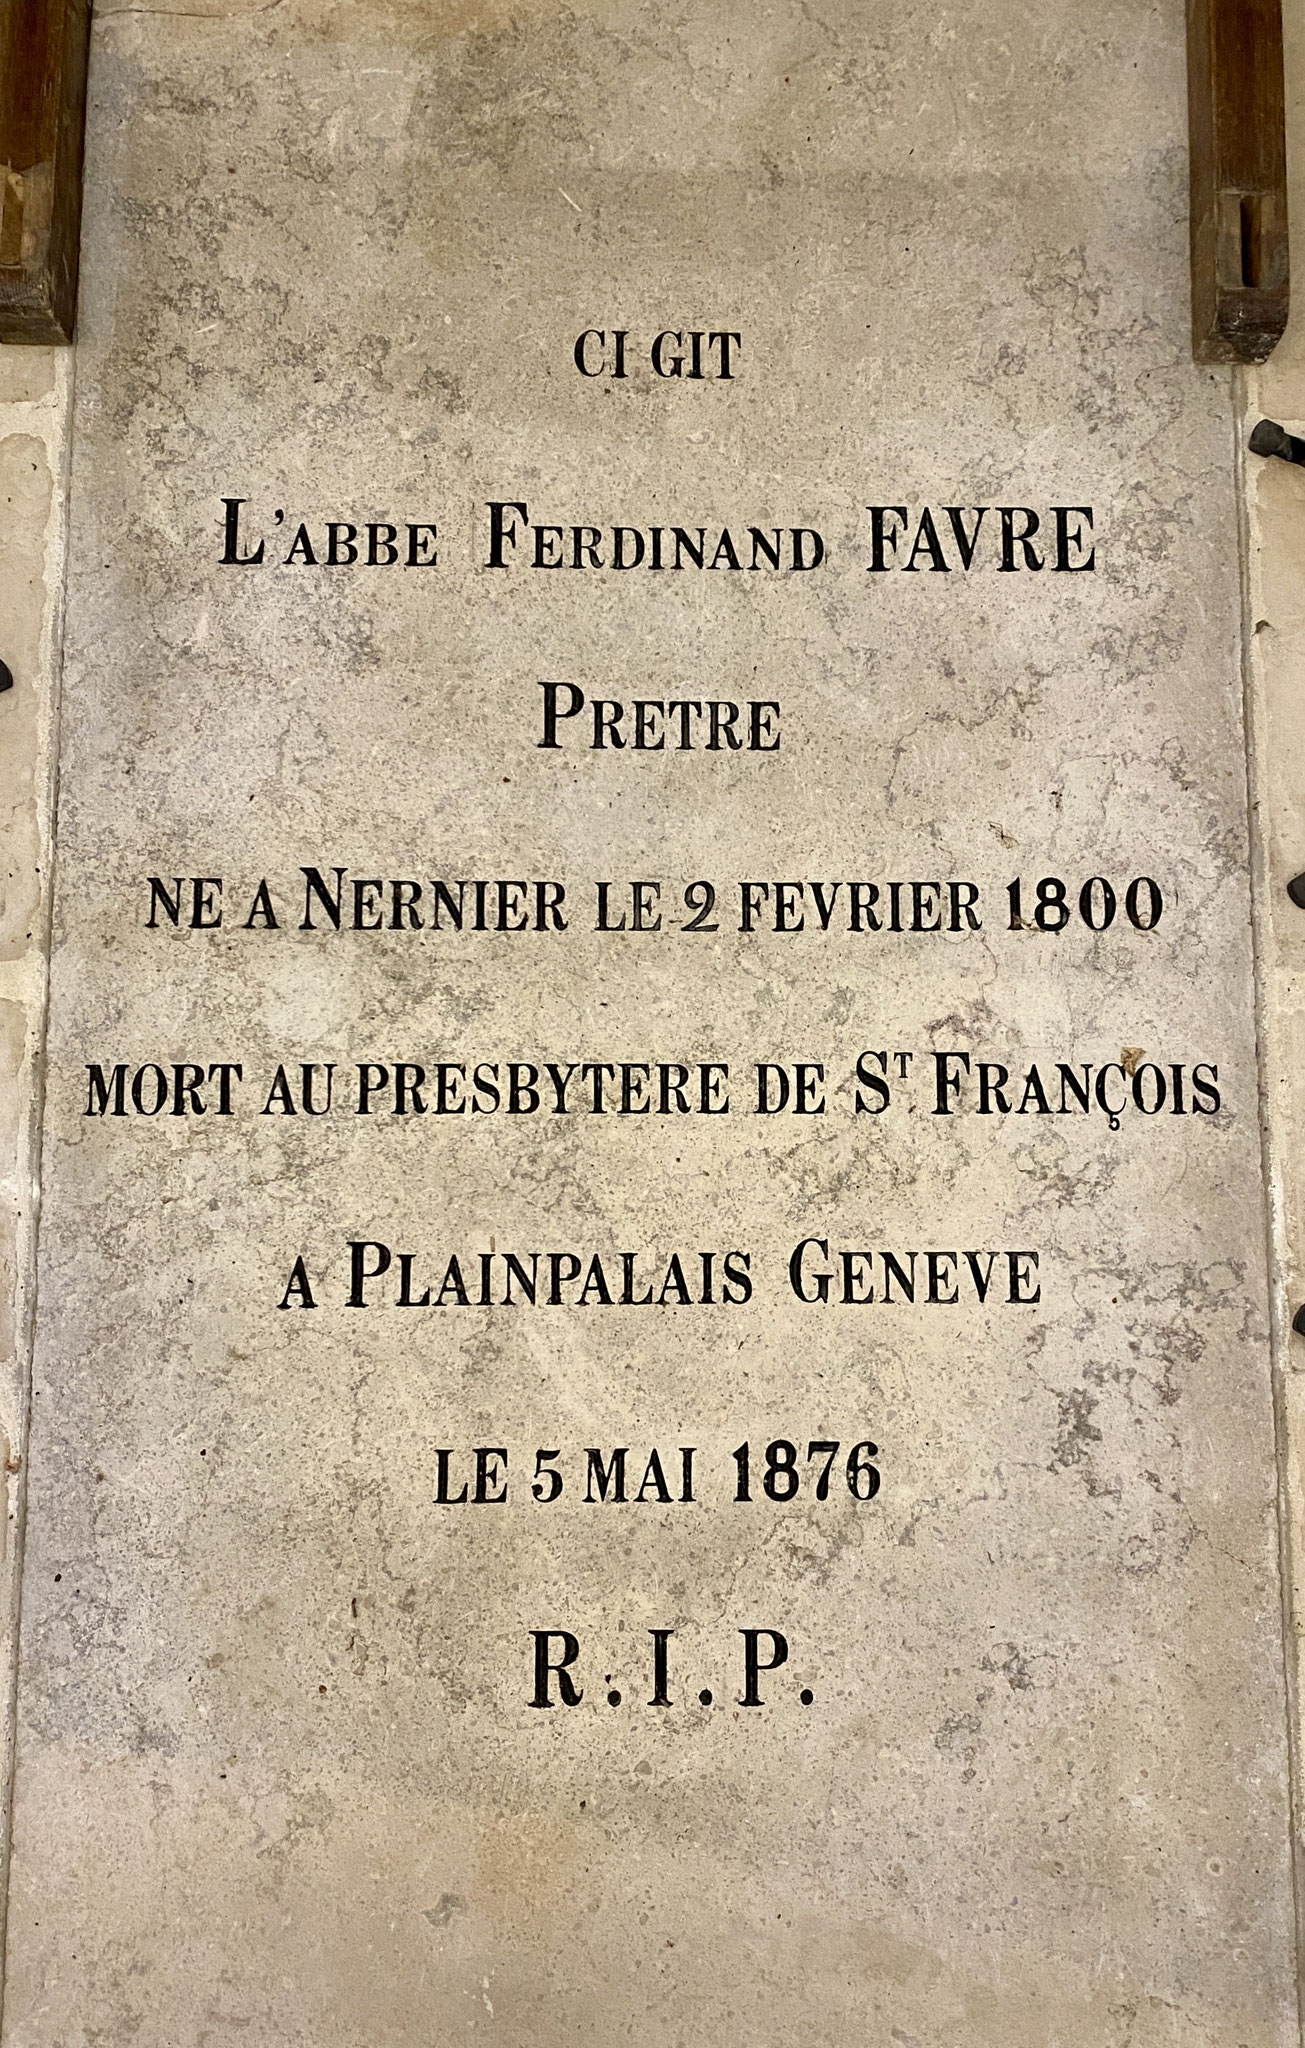 CI GIT
L'ABBE FERDINAND FAVRE
PRETRE
NE A NERNIER LE 2 FEVRIER 1800
MORT AU PRESBYTERE DE ST FRANÇOIS
A PLAINPALAIS GENEVE
LE 5 MAI 1876
R.I.P.